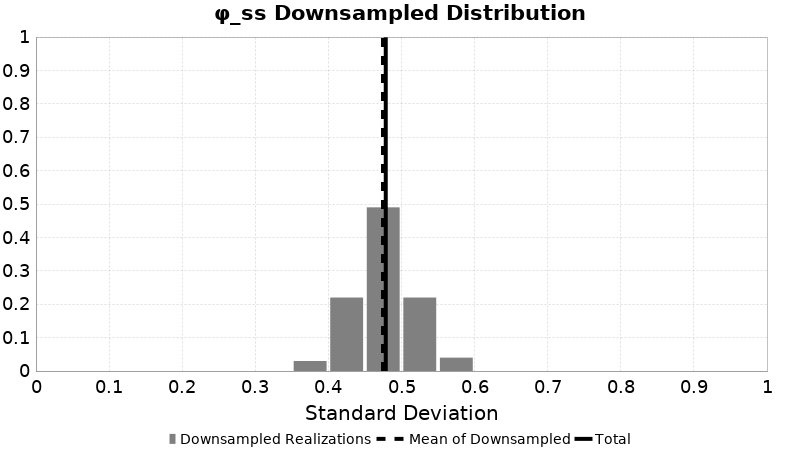 φ_ss Downsampled Distribution
1
0.9
0.8
0.7
0.6
0.5
0.4
0.3
0.2
0.1
0
0 0.1 0.2 0.3 0.4 0.5 0.6 0.7 0.8 0.9 1
Standard Deviation
Downsampled Realizations Mean of Downsampled Total